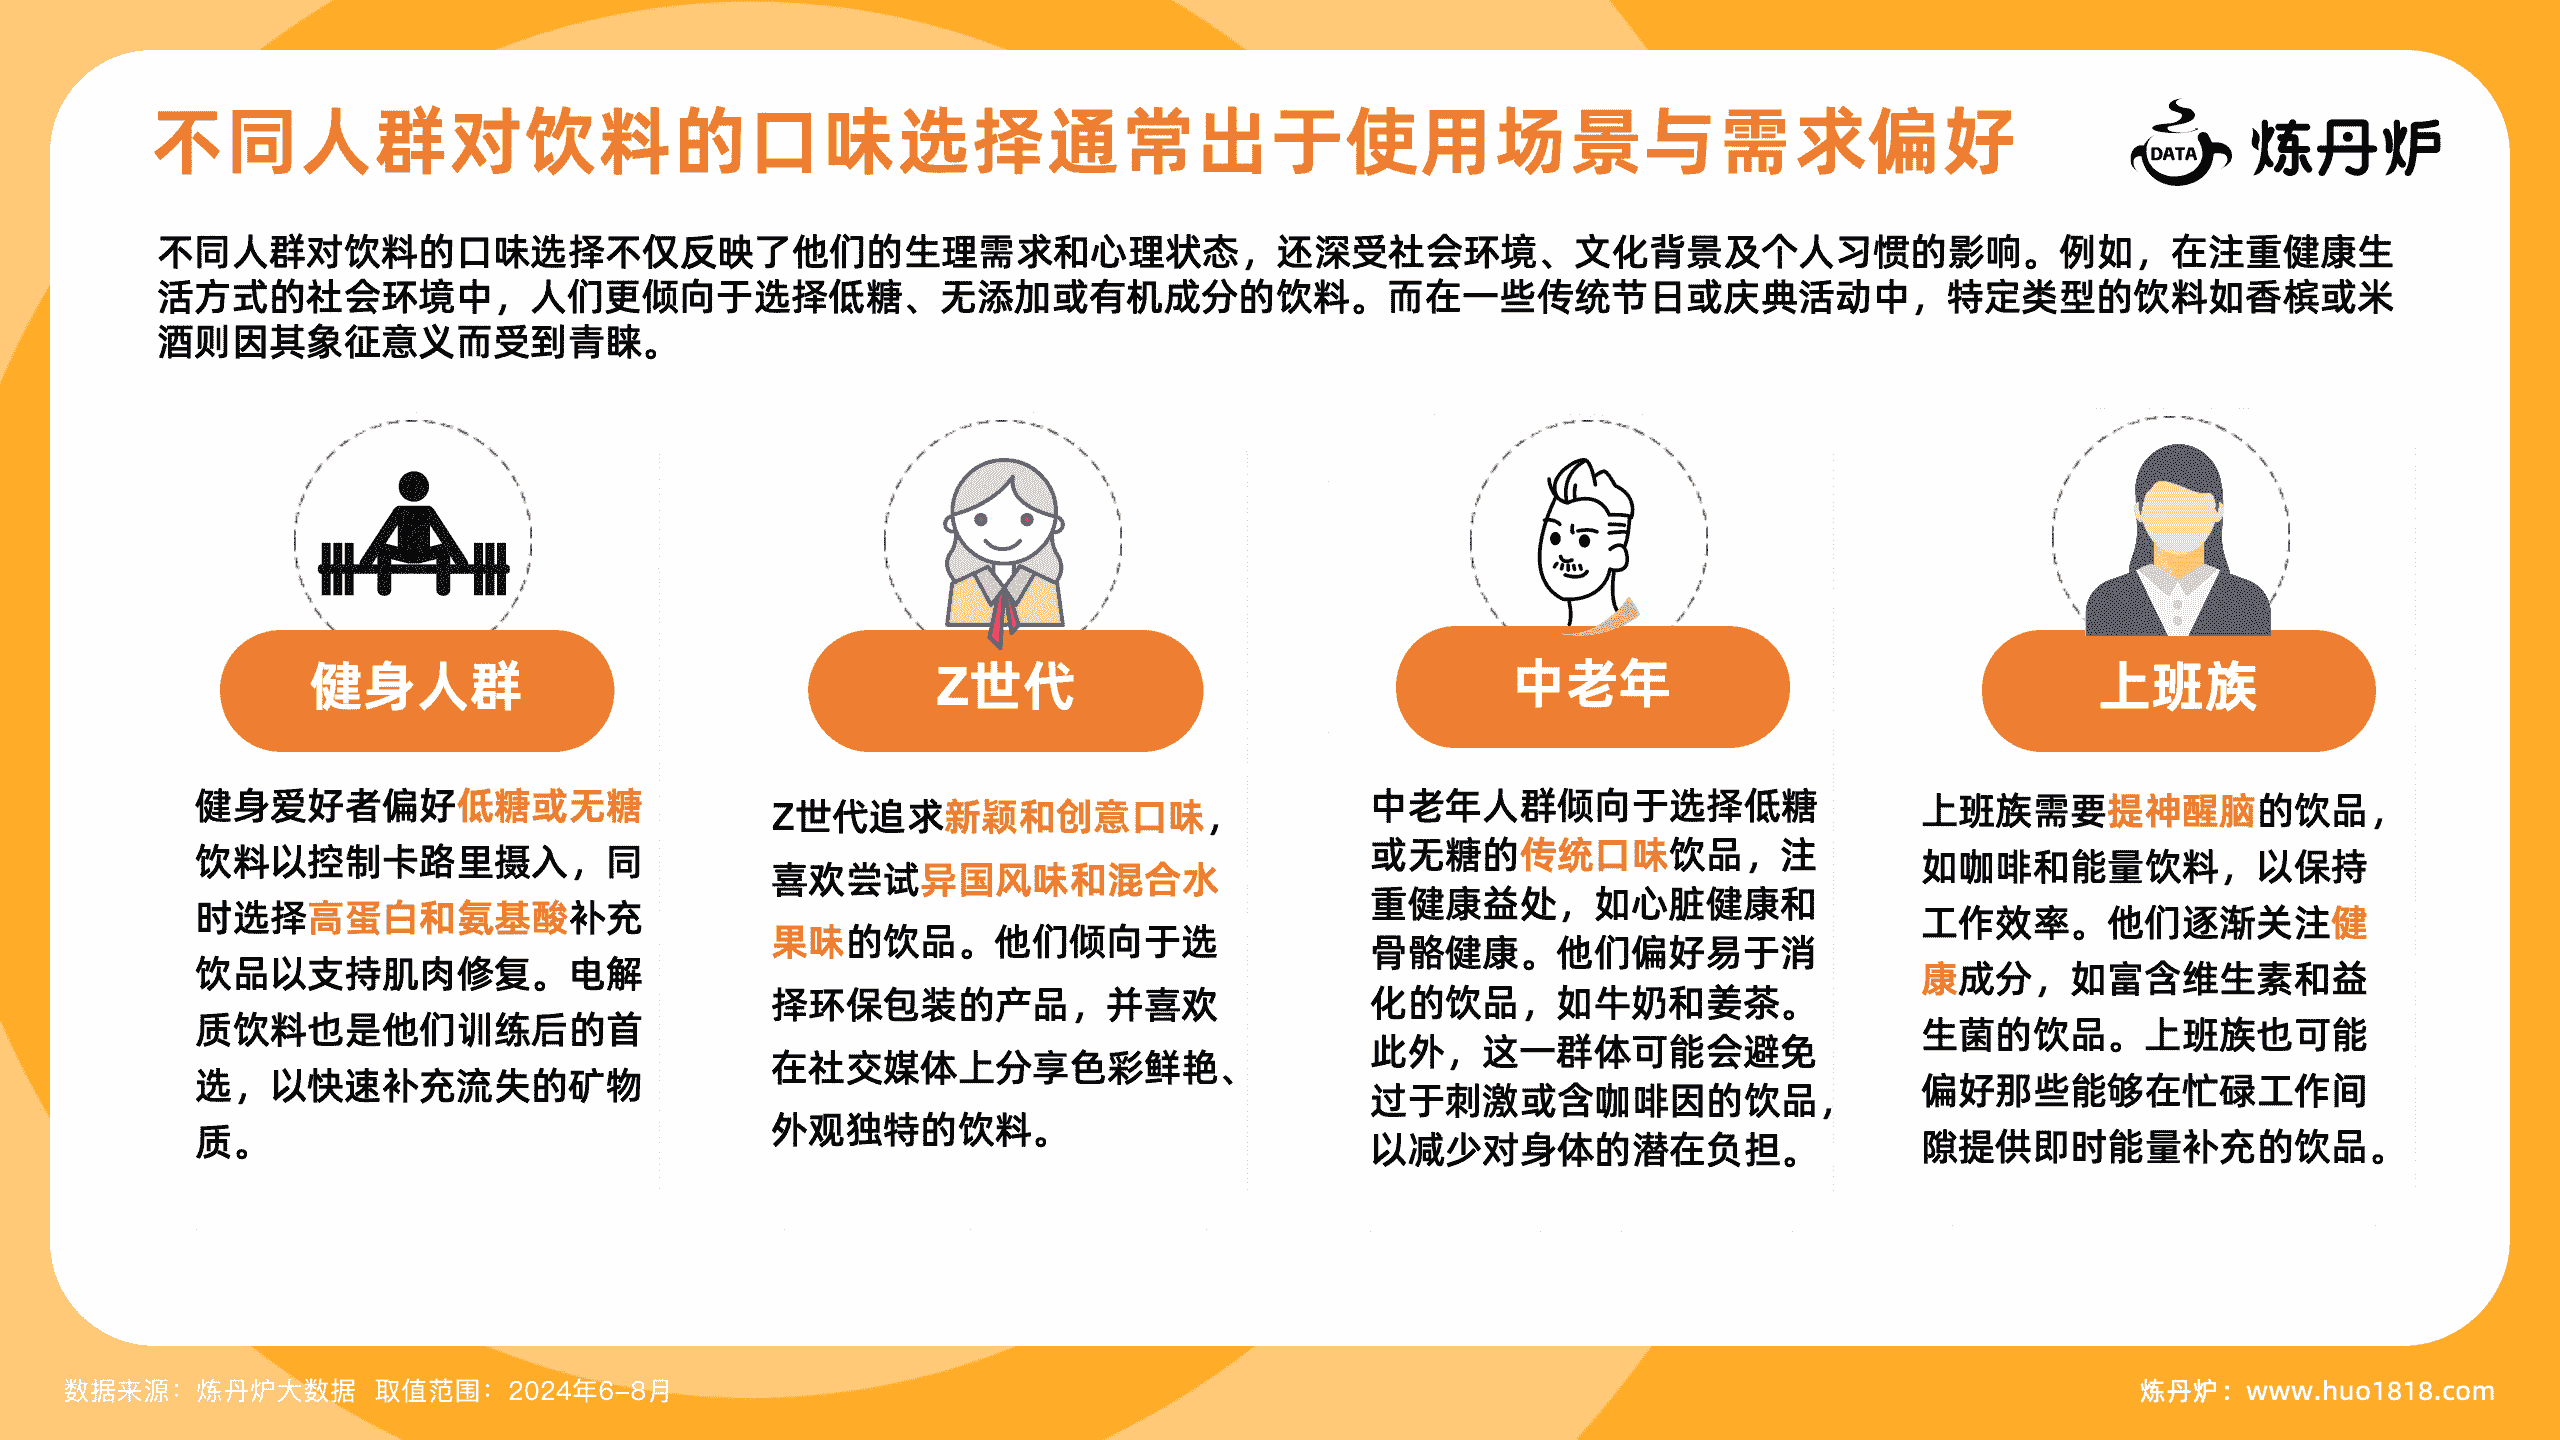 不同人群对饮料的口味选择通常出于使用场景与需求偏好
DATA 炼丹炉
不同人群对饮料的口味选择不仅反映了他们的生理需求和心理状态，还深受社会环境、文化背景及个人习惯的影响。例如，在注重健康生
活方式的社会环境中，人们更倾向于选择低糖、无添加或有机成分的饮料。而在一些传统节日或庆典活动中，特定类型的饮料如香槟或米
酒则因其象征意义而受到青睐。
健身人群
健身爱好者偏好低糖或无糖
饮料以控制卡路里摄入，同
时选择高蛋白和氨基酸补充
饮品以支持肌肉修复。电解
质饮料也是他们训练后的首
选，以快速补充流失的矿物
质。
Z世代
Z世代追求新颖和创意口味，
喜欢尝试异国风味和混合水
果味的饮品。他们倾向于选
择环保包装的产品，并喜欢
在社交媒体上分享色彩鲜艳、
外观独特的饮料。
中老年
中老年人群倾向于选择低糖
或无糖的传统口味饮品，注
重健康益处，如心脏健康和
骨骼健康。他们偏好易于消
化的饮品，如牛奶和姜茶。
此外，这一群体可能会避免
过于刺激或含咖啡因的饮品，
以减少对身体的潜在负担。
上班族
上班族需要提神醒脑的饮品，
如咖啡和能量饮料，以保持
工作效率。他们逐渐关注健
康成分，如富含维生素和益
生菌的饮品。上班族也可能
偏好那些能够在忙碌工作间
隙提供即时能量补充的饮品。
数据来源：炼丹炉大数据 取值范围：2024年6-8月
炼丹炉：www.huo1818.com